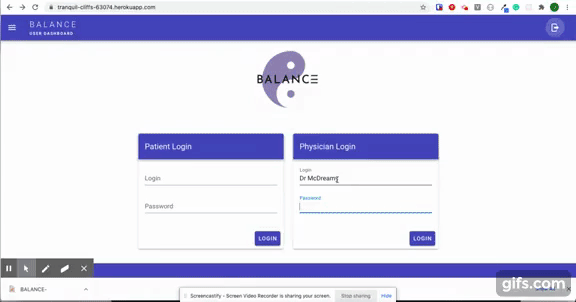 tranquil-cliffs-63074.herokuapp.com
BALANCE
USER DASHBOARD
BALANCE
Patient Login
Login
Password
LOGIN
Physician Login
Login
Dr McDreamy
Password
LOGIN
BALANCE-
Screencastify - Screen Video Recorder is sharing your screen.
Stop sharing
Hide
gifs.com